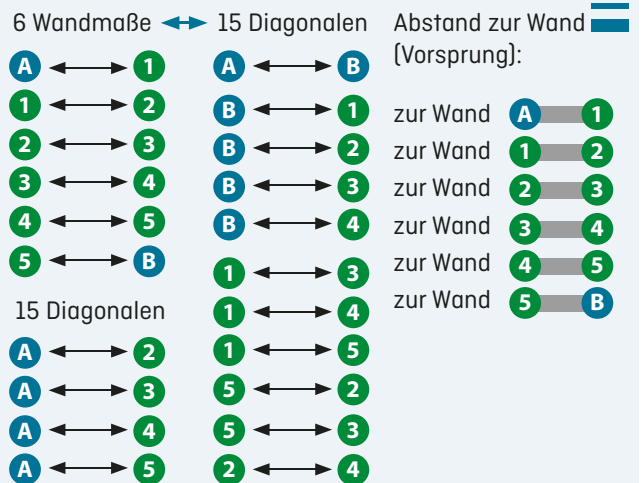 6 Wandmaße
A 1
1 2
2 3
3 4
4 5
5 B
15 Diagonalen
A 2
A 3
A 4
A 5
15 Diagonalen
A B
B 1
B 2
B 3
B 4
1 3
1 4
1 5
5 2
5 3
2 4
Abstand zur Wand
(Vorsprung):
zur Wand A 1
zur Wand 1 2
zur Wand 2 3
zur Wand 3 4
zur Wand 4 5
zur Wand 5 B